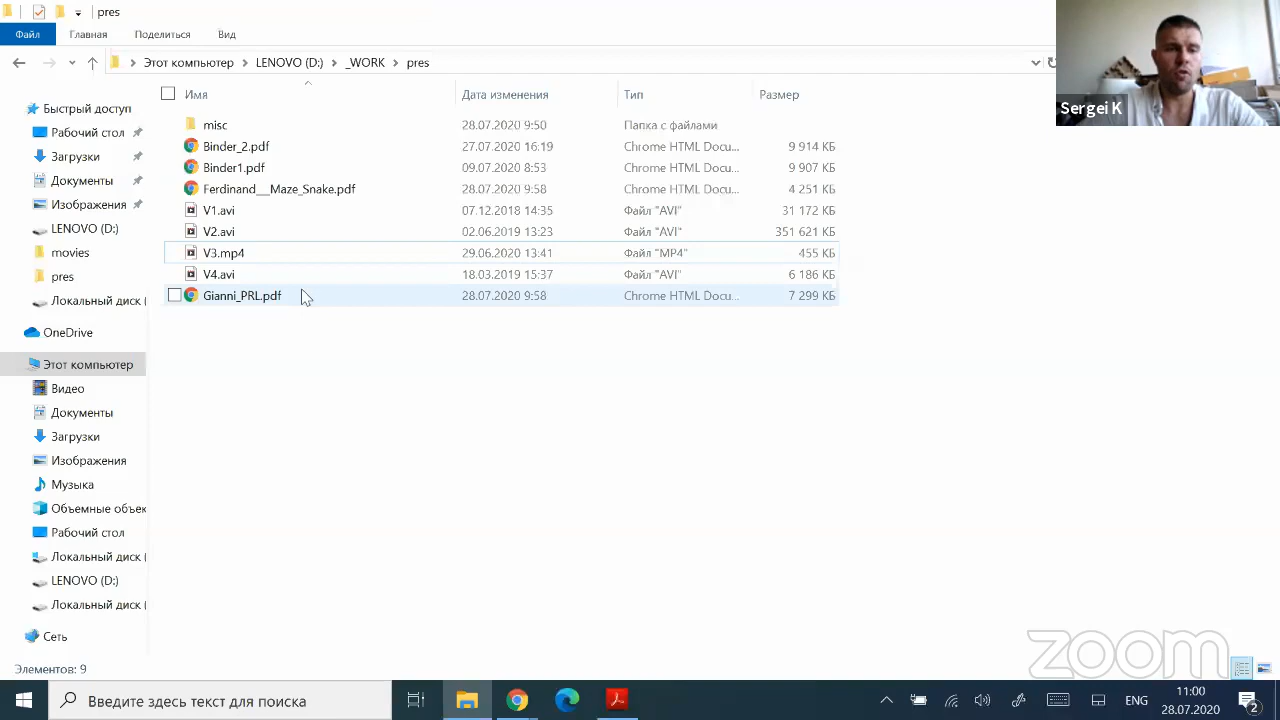 pres
Файл Главная Поделиться Вид
Этот компьютер LENOVO (D:) _WORK pres
Имя Дата изменения Тип Размер
misc 28.07.2020 9:50 Папка с файлами
Binder_2.pdf 27.07.2020 16:19 Chrome HTML Docu... 9 914 КБ
Binder1.pdf 09.07.2020 8:53 Chrome HTML Docu... 9 907 КБ
Ferdinand__Maze_Snake.pdf 28.07.2020 9:58 Chrome HTML Docu... 4 251 КБ
V1.avi 07.12.2019 14:35 Файл "AVI" 31 172 КБ
V2.avi 02.06.2019 13:23 Файл "AVI" 351 621 КБ
V3.mp4 29.06.2020 13:41 Файл "MP4" 455 КБ
V4.avi 18.03.2019 15:37 Файл "AVI" 6 186 КБ
Gianni_PRL.pdf 28.07.2020 9:58 Chrome HTML Docu... 7 299 КБ
Быстрый доступ
Рабочий стол
Загрузки
Документы
Изображения
LENOVO (D:)
movies
pres
Локальный диск (
OneDrive
Этот компьютер
Видео
Документы
Загрузки
Изображения
Музыка
Объемные объек
Рабочий стол
Локальный диск (
LENOVO (D:)
Локальный диск (
Сеть
Элементов: 9
Sergei K
zoom
Введите здесь текст для поиска
ENG
11:00
28.07.2020
2